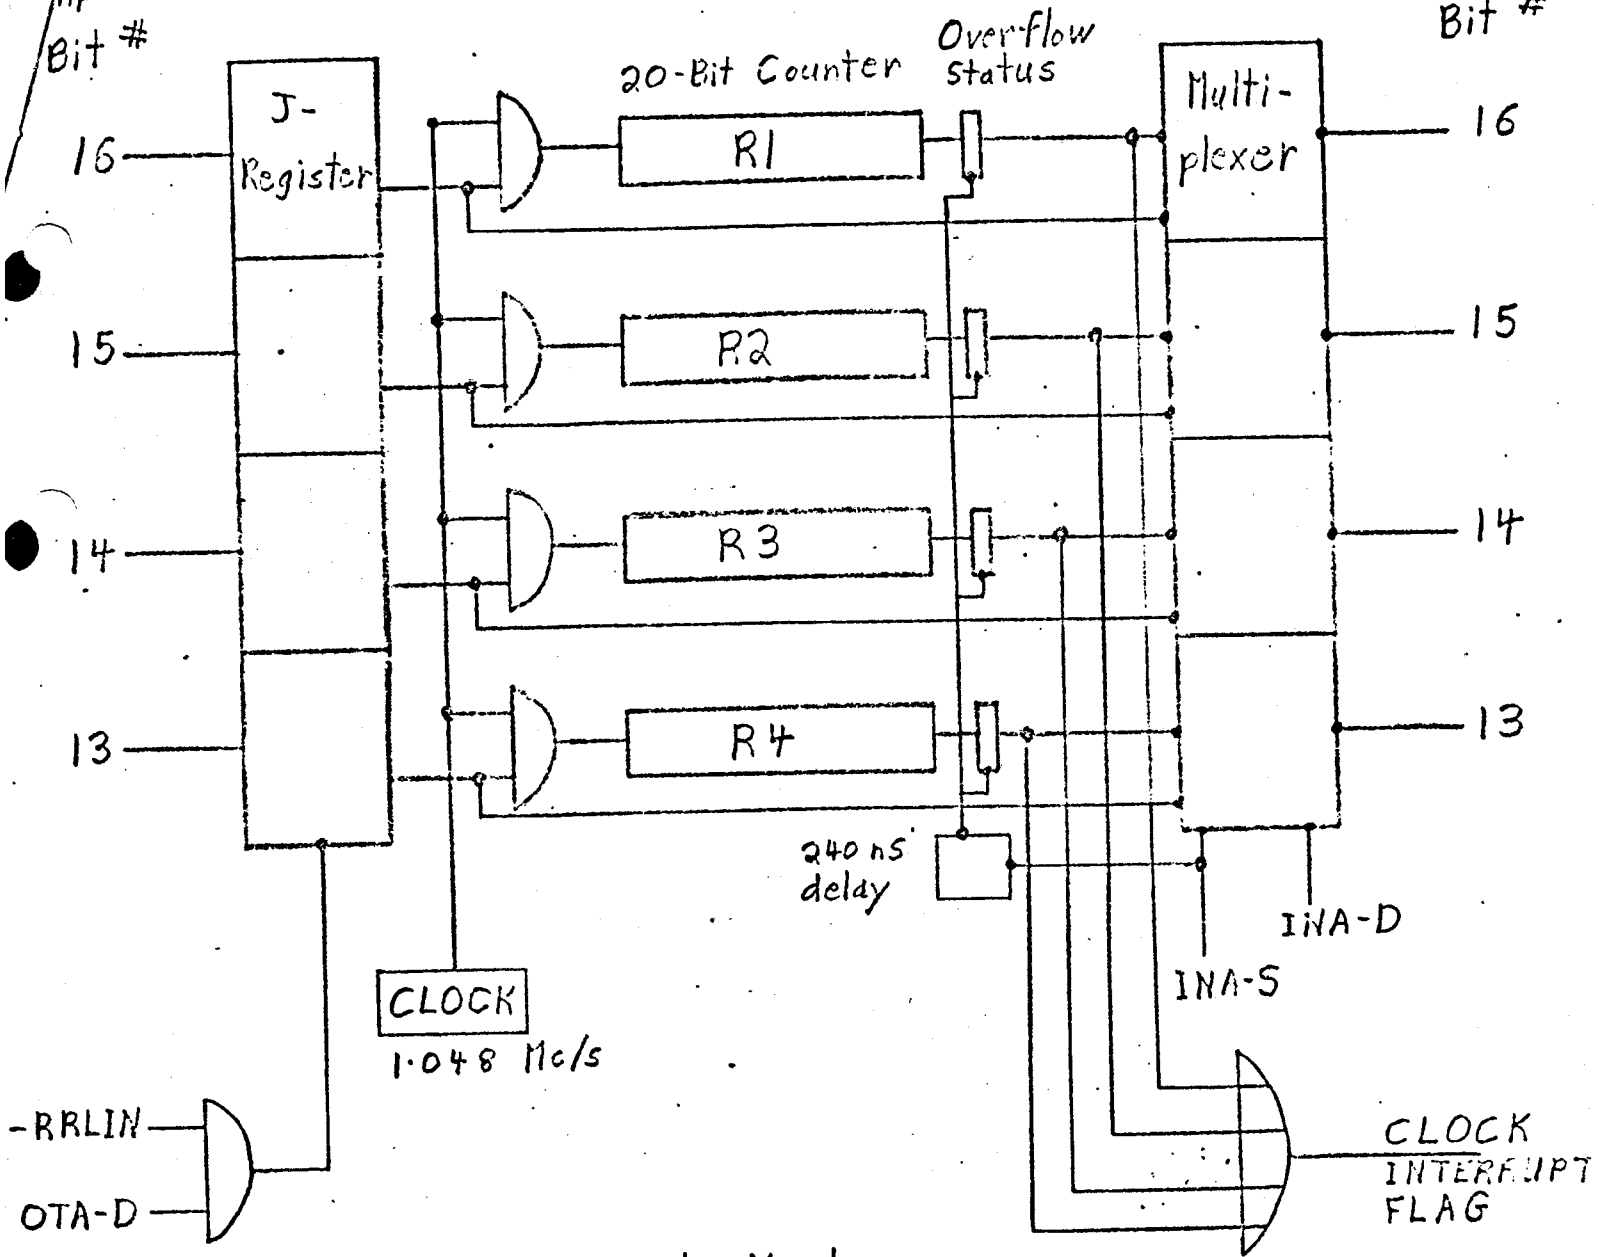 Bit #
Bit #
J-
Register
20-Bit Counter
Overflow
Status
Multi-
plexer
16
R1
16
15
R2
15
14
R3
14
13
R4
13
240 ns
delay
INA-D
INA-S
CLOCK
1.048 Mc/s
-RRLIN
OTA-D
CLOCK
INTERRUPT
FLAG